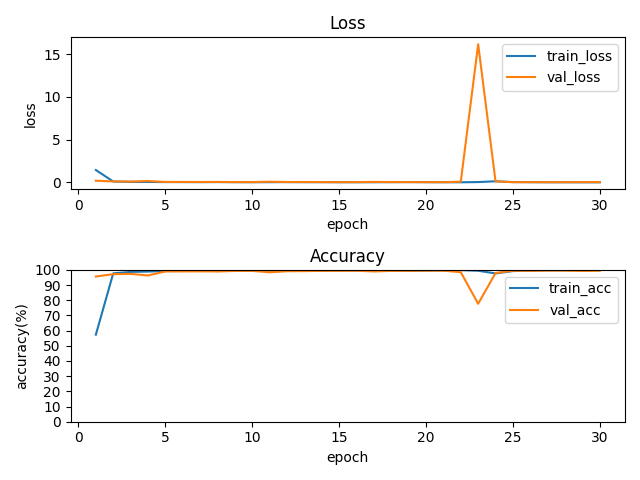 Loss
15
10
5
0
loss
train_loss
val_loss
0 5 10 15 20 25 30
epoch
Accuracy
100
90
80
70
60
50
40
30
20
10
0
accuracy(%)
train_acc
val_acc
0 5 10 15 20 25 30
epoch